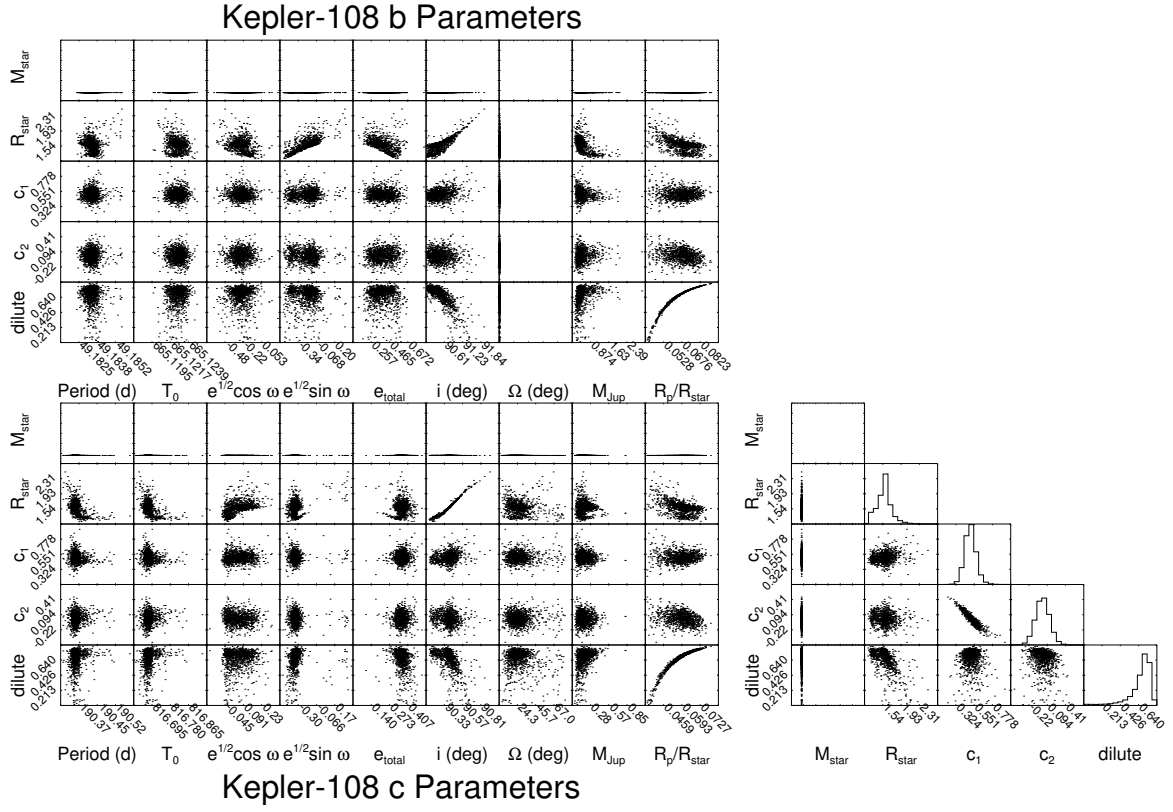 Kepler-108 b Parameters
M_star
R_star 1.54 1.93 2.31
c_1 0.324 0.551 0.778
c_2 -0.22 0.094 0.41
dilute 0.213 0.426 0.640
49.1825 49.1838 49.1852 665.1195 665.1217 665.1239 -0.48 -0.22 0.053 -0.34 -0.068 0.20 0.257 0.465 0.672 90.61 91.23 91.84 0.874 1.63 2.39 0.0528 0.0676 0.0823
Period (d) T_0 e^1/2cos ω e^1/2sin ω e_total i (deg) Ω (deg) M_Jup R_p/R_star
M_star
R_star 1.54 1.93 2.31
c_1 0.324 0.551 0.778
c_2 -0.22 0.094 0.41
dilute 0.213 0.426 0.640
190.37 190.45 190.52 816.695 816.780 816.865 -0.045 0.091 0.23 -0.30 -0.066 0.17 0.140 0.273 0.407 90.33 90.57 90.81 24.3 45.7 67.0 0.28 0.57 0.85 0.0459 0.0593 0.0727
Period (d) T_0 e^1/2cos ω e^1/2sin ω e_total i (deg) Ω (deg) M_Jup R_p/R_star
Kepler-108 c Parameters
M_star
R_star 1.54 1.93 2.31
c_1 0.324 0.551 0.778
c_2 -0.22 0.094 0.41
dilute 0.213 0.426 0.640
1.54 1.93 2.31 0.324 0.551 0.778 -0.22 0.094 0.41 0.213 0.426 0.640
M_star R_star c_1 c_2 dilute